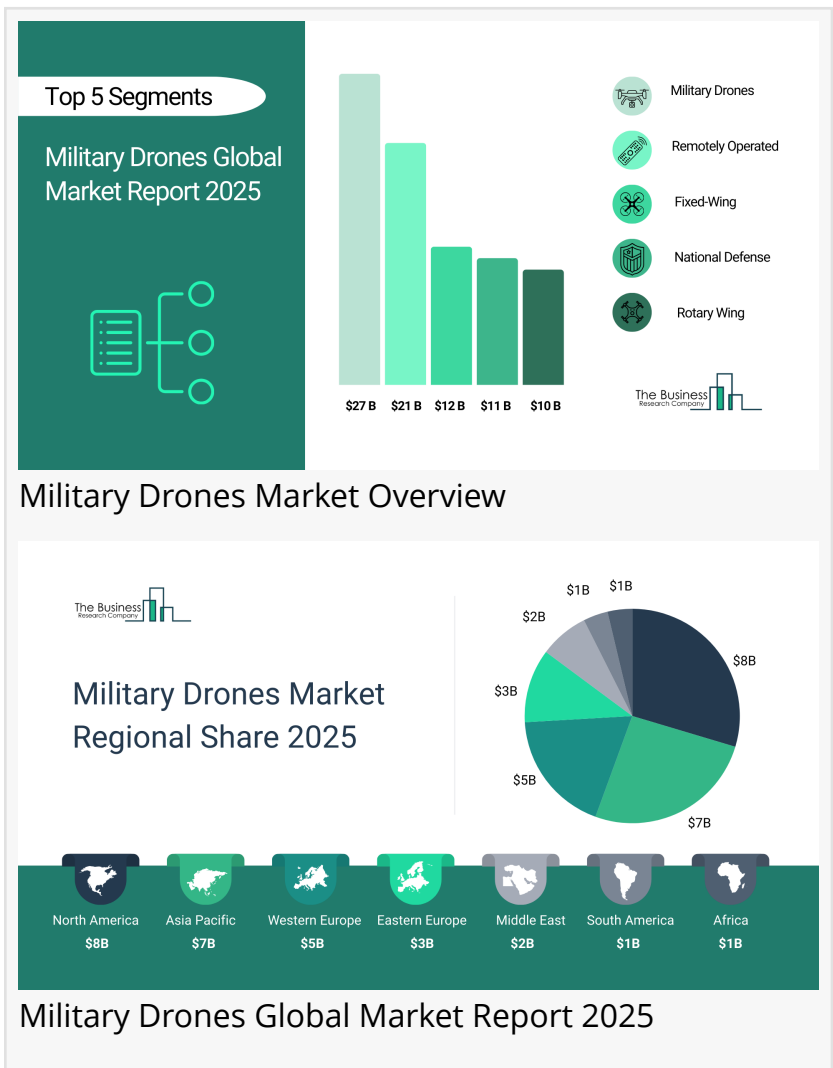 Top 5 Segments
Military Drones Global
Market Report 2025
$27 B
$21 B
$12 B
$11 B
$10 B
Military Drones
Remotely Operated
Fixed-Wing
National Defense
Rotary Wing
The Business
Research Company
Military Drones Market Overview
The Business
Research Company
Military Drones Market
Regional Share 2025
$1B
$1B
$2B
$8B
$3B
$5B
$7B
North America
$8B
Asia Pacific
$7B
Western Europe
$5B
Eastern Europe
$3B
Middle East
$2B
South America
$1B
Africa
$1B
Military Drones Global Market Report 2025